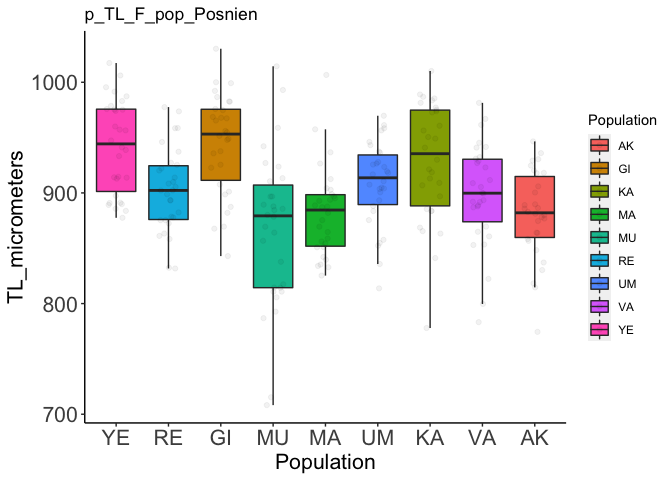 p_TL_F_pop_Posnien
TL_micrometers
1000
900
800
700
YE RE GI MU MA UM KA VA AK
Population
Population
AK
GI
KA
MA
MU
RE
UM
VA
YE